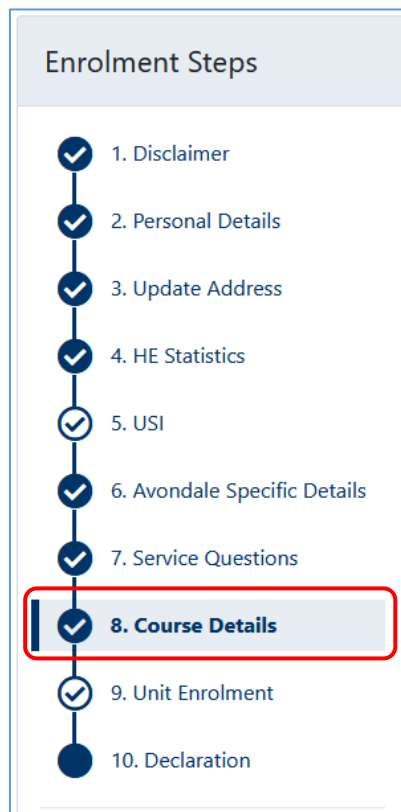 Enrolment Steps
1. Disclaimer
2. Personal Details
3. Update Address
4. HE Statistics
5. USI
6. Avondale Specific Details
7. Service Questions
8. Course Details
9. Unit Enrolment
10. Declaration